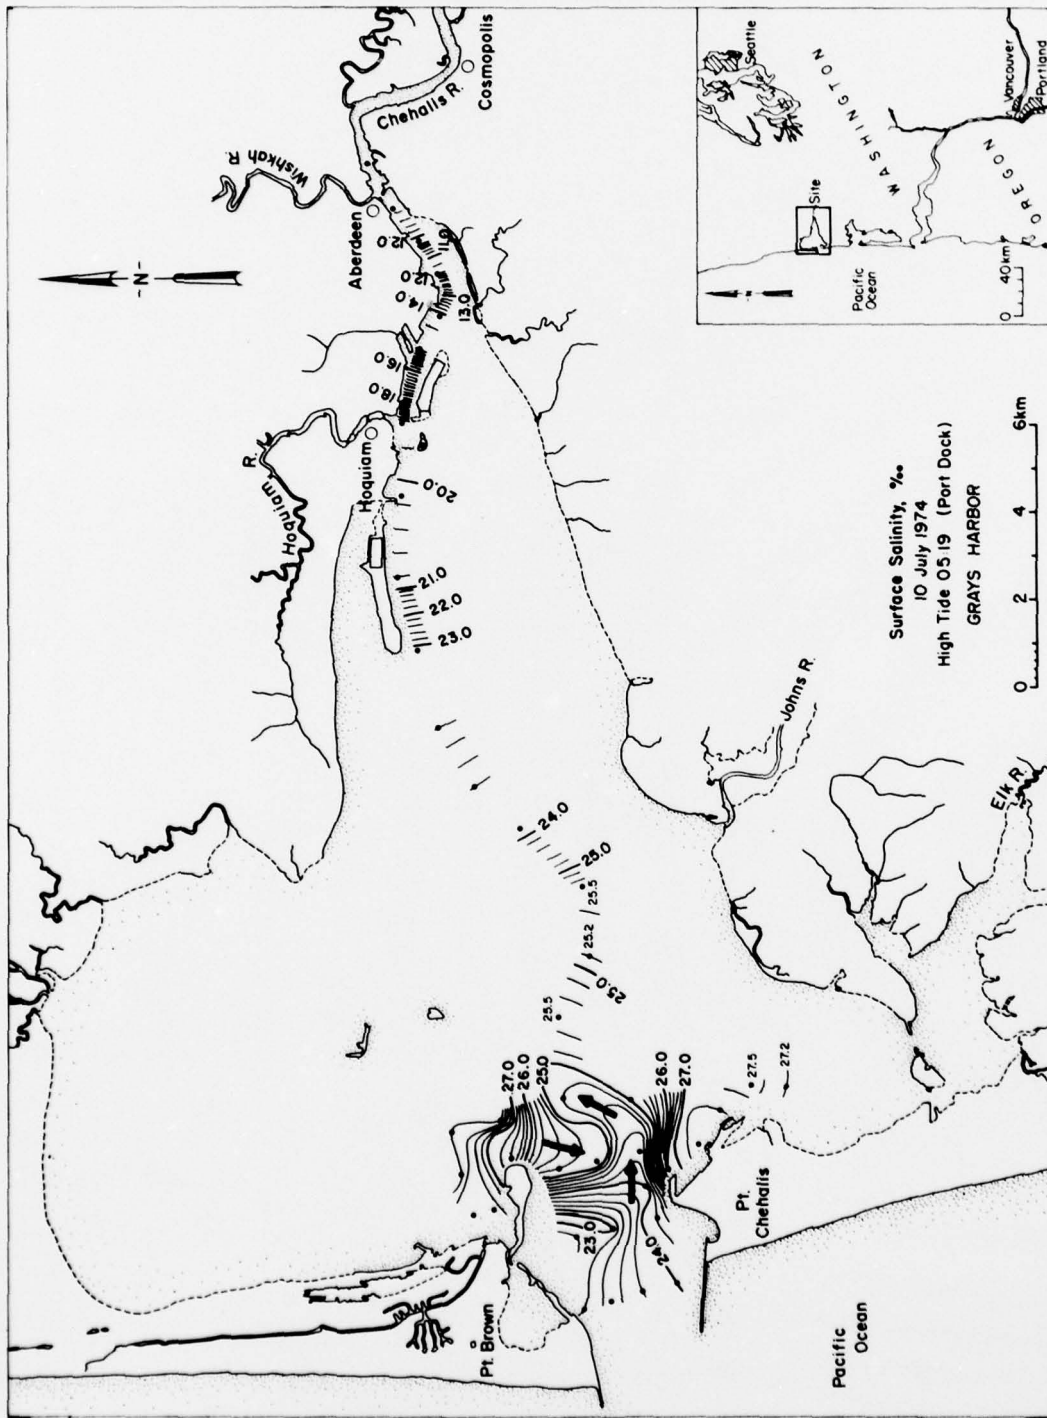 -N-
Wishkah R.
Chehalls R.
Cosmopolis
Aberdeen
Hoquiam R.
Hoquiam
11.0
12.0
12.0
13.0
14.0
16.0
18.0
20.0
21.0
22.0
23.0
24.0
25.0
25.5
25.2
25.0
25.5
27.0
26.0
25.0
26.0
27.0
27.5
27.2
23.0
24.0
Pt. Brown
Pt.
Chehalis
Pacific
Ocean
Johns R.
Elk R.
Surface Salinity, ‰
10 July 1974
High Tide 05:19 (Port Dock)
GRAYS HARBOR
0 2 4 6km
Seattle
WASHINGTON
Site
Vancouver
Portland
OREGON
Pacific
Ocean
0 40km